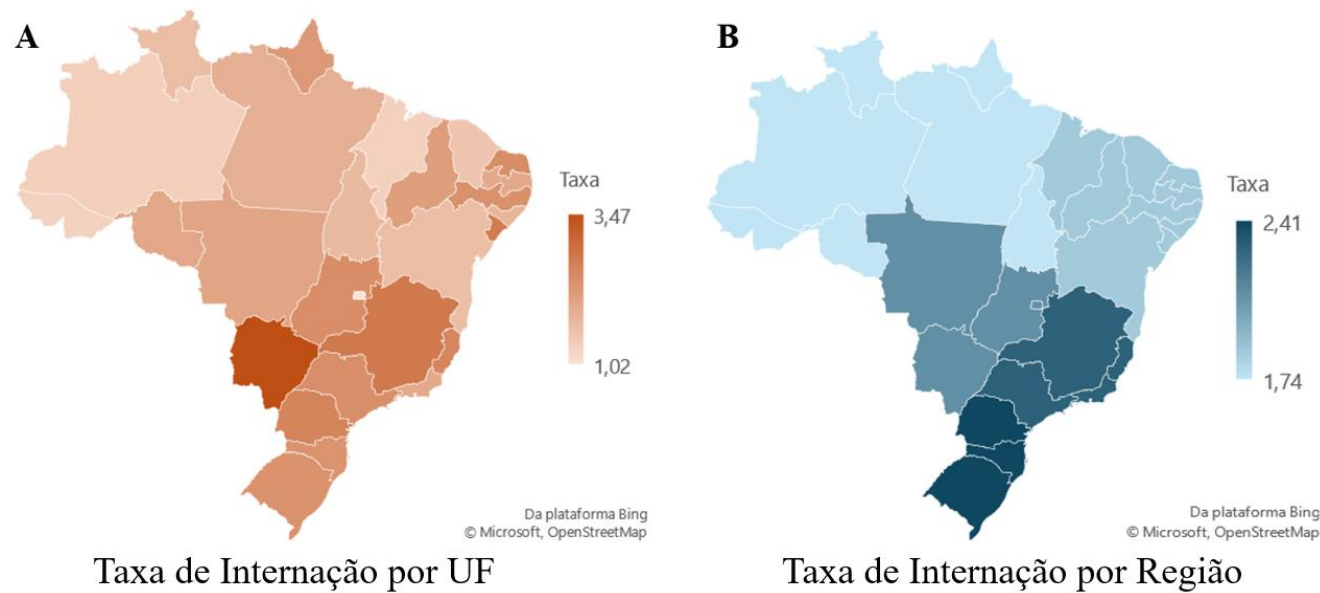 A
Taxa
3,47
1,02
Da plataforma Bing
© Microsoft, OpenStreetMap
Taxa de Internação por UF
B
Taxa
2,41
1,74
Da plataforma Bing
© Microsoft, OpenStreetMap
Taxa de Internação por Região